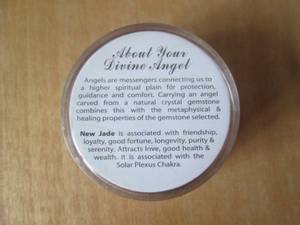 About Your
Divine Angel
Angels are messengers connecting us to
a higher spiritual plain for protection,
guidance and comfort. Carrying an angel
carved from a natural crystal gemstone
combines this with the metaphysical &
healing properties of the gemstone selected.
New Jade is associated with friendship,
loyalty, good fortune, longevity, purity &
serenity. Attracts love, good health &
wealth. It is associated with the
Solar Plexus Chakra.